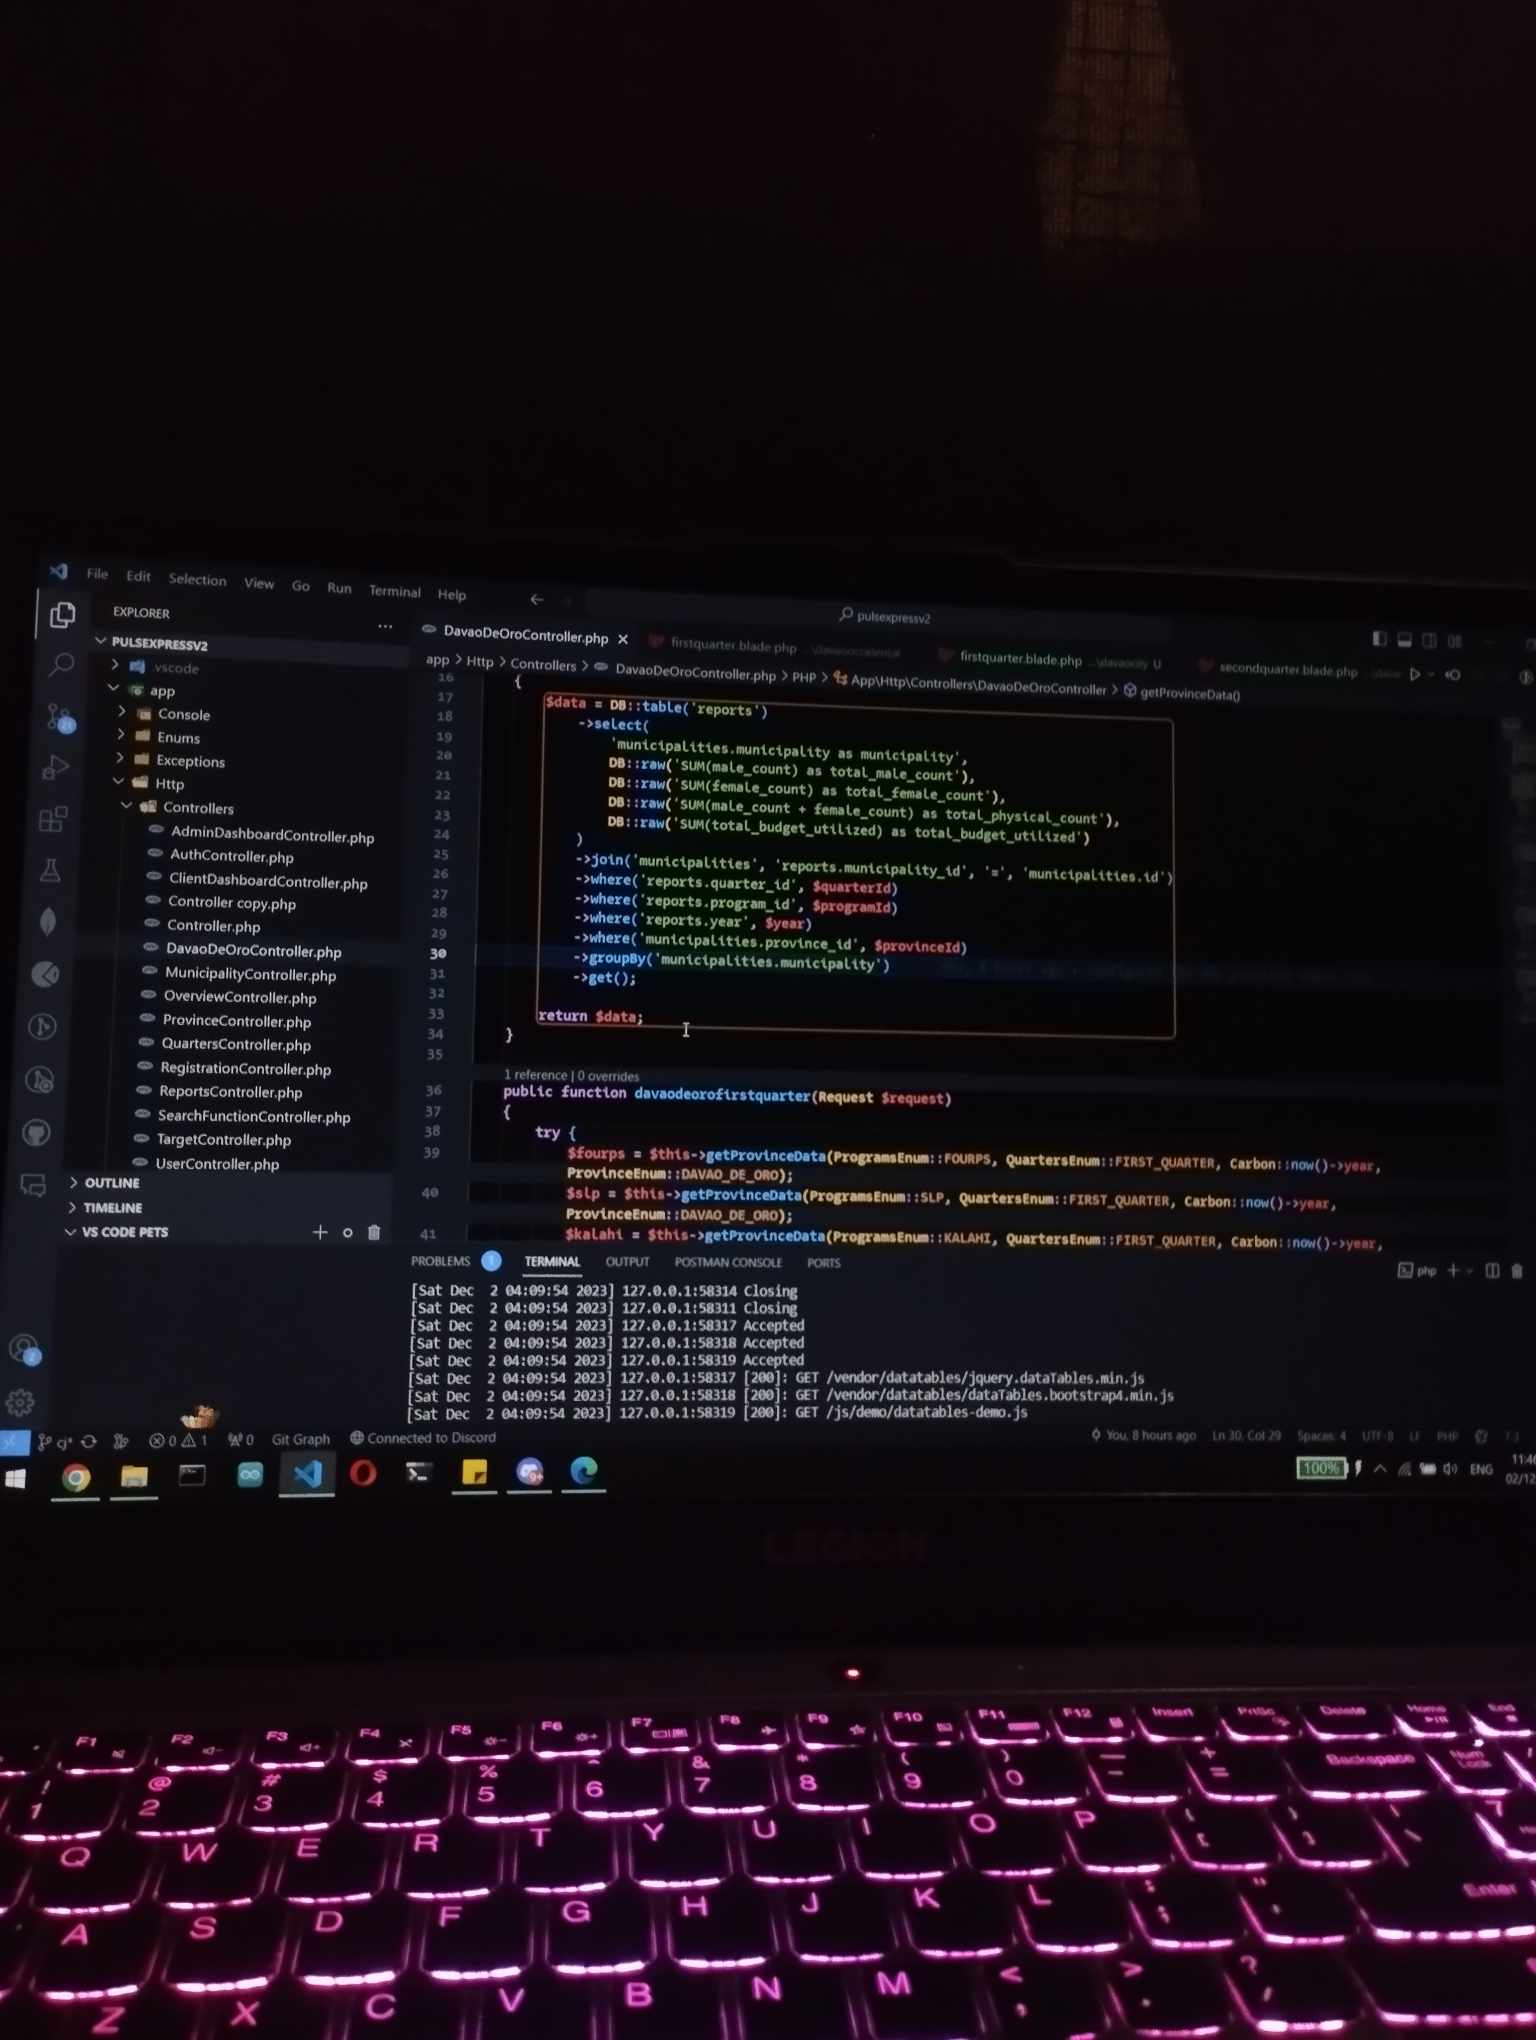 File Edit Selection View Go Run Terminal Help
pulsexpressv2
EXPLORER
PULSEXPRESSV2
.vscode
app
Console
Enums
Exceptions
Http
Controllers
AdminDashboardController.php
AuthController.php
ClientDashboardController.php
Controller copy.php
Controller.php
DavaoDeOroController.php
MunicipalityController.php
OverviewController.php
ProvinceController.php
QuartersController.php
RegistrationController.php
ReportsController.php
SearchFunctionController.php
TargetController.php
UserController.php
OUTLINE
TIMELINE
VS CODE PETS
DavaoDeOroController.php firstquarter.blade.php firstquarter.blade.php ...\davaocity U secondquarter.blade.php
app > Http > Controllers > DavaoDeOroController.php > PHP > App\Http\Controllers\DavaoDeOroController > getProvinceData()
16 {
17 $data = DB::table('reports')
18 ->select(
19 'municipalities.municipality as municipality',
20 DB::raw('SUM(male_count) as total_male_count'),
21 DB::raw('SUM(female_count) as total_female_count'),
22 DB::raw('SUM(male_count + female_count) as total_physical_count'),
23 DB::raw('SUM(total_budget_utilized) as total_budget_utilized')
24 )
25 ->join('municipalities', 'reports.municipality_id', '=', 'municipalities.id')
26 ->where('reports.quarter_id', $quarterId)
27 ->where('reports.program_id', $programId)
28 ->where('reports.year', $year)
29 ->where('municipalities.province_id', $provinceId)
30 ->groupBy('municipalities.municipality')
31 ->get();
32
33 return $data;
34 }
35
1 reference | 0 overrides
36 public function davaodeorofirstquarter(Request $request)
37 {
38 try {
39 $fourps = $this->getProvinceData(ProgramsEnum::FOURPS, QuartersEnum::FIRST_QUARTER, Carbon::now()->year,
ProvinceEnum::DAVAO_DE_ORO);
40 $slp = $this->getProvinceData(ProgramsEnum::SLP, QuartersEnum::FIRST_QUARTER, Carbon::now()->year,
ProvinceEnum::DAVAO_DE_ORO);
41 $kalahi = $this->getProvinceData(ProgramsEnum::KALAHI, QuartersEnum::FIRST_QUARTER, Carbon::now()->year,
PROBLEMS 1 TERMINAL OUTPUT POSTMAN CONSOLE PORTS
php
[Sat Dec 2 04:09:54 2023] 127.0.0.1:58314 Closing
[Sat Dec 2 04:09:54 2023] 127.0.0.1:58311 Closing
[Sat Dec 2 04:09:54 2023] 127.0.0.1:58317 Accepted
[Sat Dec 2 04:09:54 2023] 127.0.0.1:58318 Accepted
[Sat Dec 2 04:09:54 2023] 127.0.0.1:58319 Accepted
[Sat Dec 2 04:09:54 2023] 127.0.0.1:58317 [200]: GET /vendor/datatables/jquery.dataTables.min.js
[Sat Dec 2 04:09:54 2023] 127.0.0.1:58318 [200]: GET /vendor/datatables/dataTables.bootstrap4.min.js
[Sat Dec 2 04:09:54 2023] 127.0.0.1:58319 [200]: GET /js/demo/datatables-demo.js
cj* 0 1 0 Git Graph Connected to Discord You, 8 hours ago Ln 30, Col 29 Spaces: 4 UTF-8 LF PHP
100% ENG 11:46
02/12
LEGION
F1 F2 F3 F4 F5 F6 F7 F8 F9 F10 F11 F12 Insert PrtSc Delete Home End
! @ # $ % ^ & * ( ) — +
1 2 3 4 5 6 7 8 9 0 - = Backspace Num Lock
Q W E R T Y U I O P { [ } ] \ 7
A S D F G H J K L : ; " ' Enter
Z X C V B N M < , > . ? /